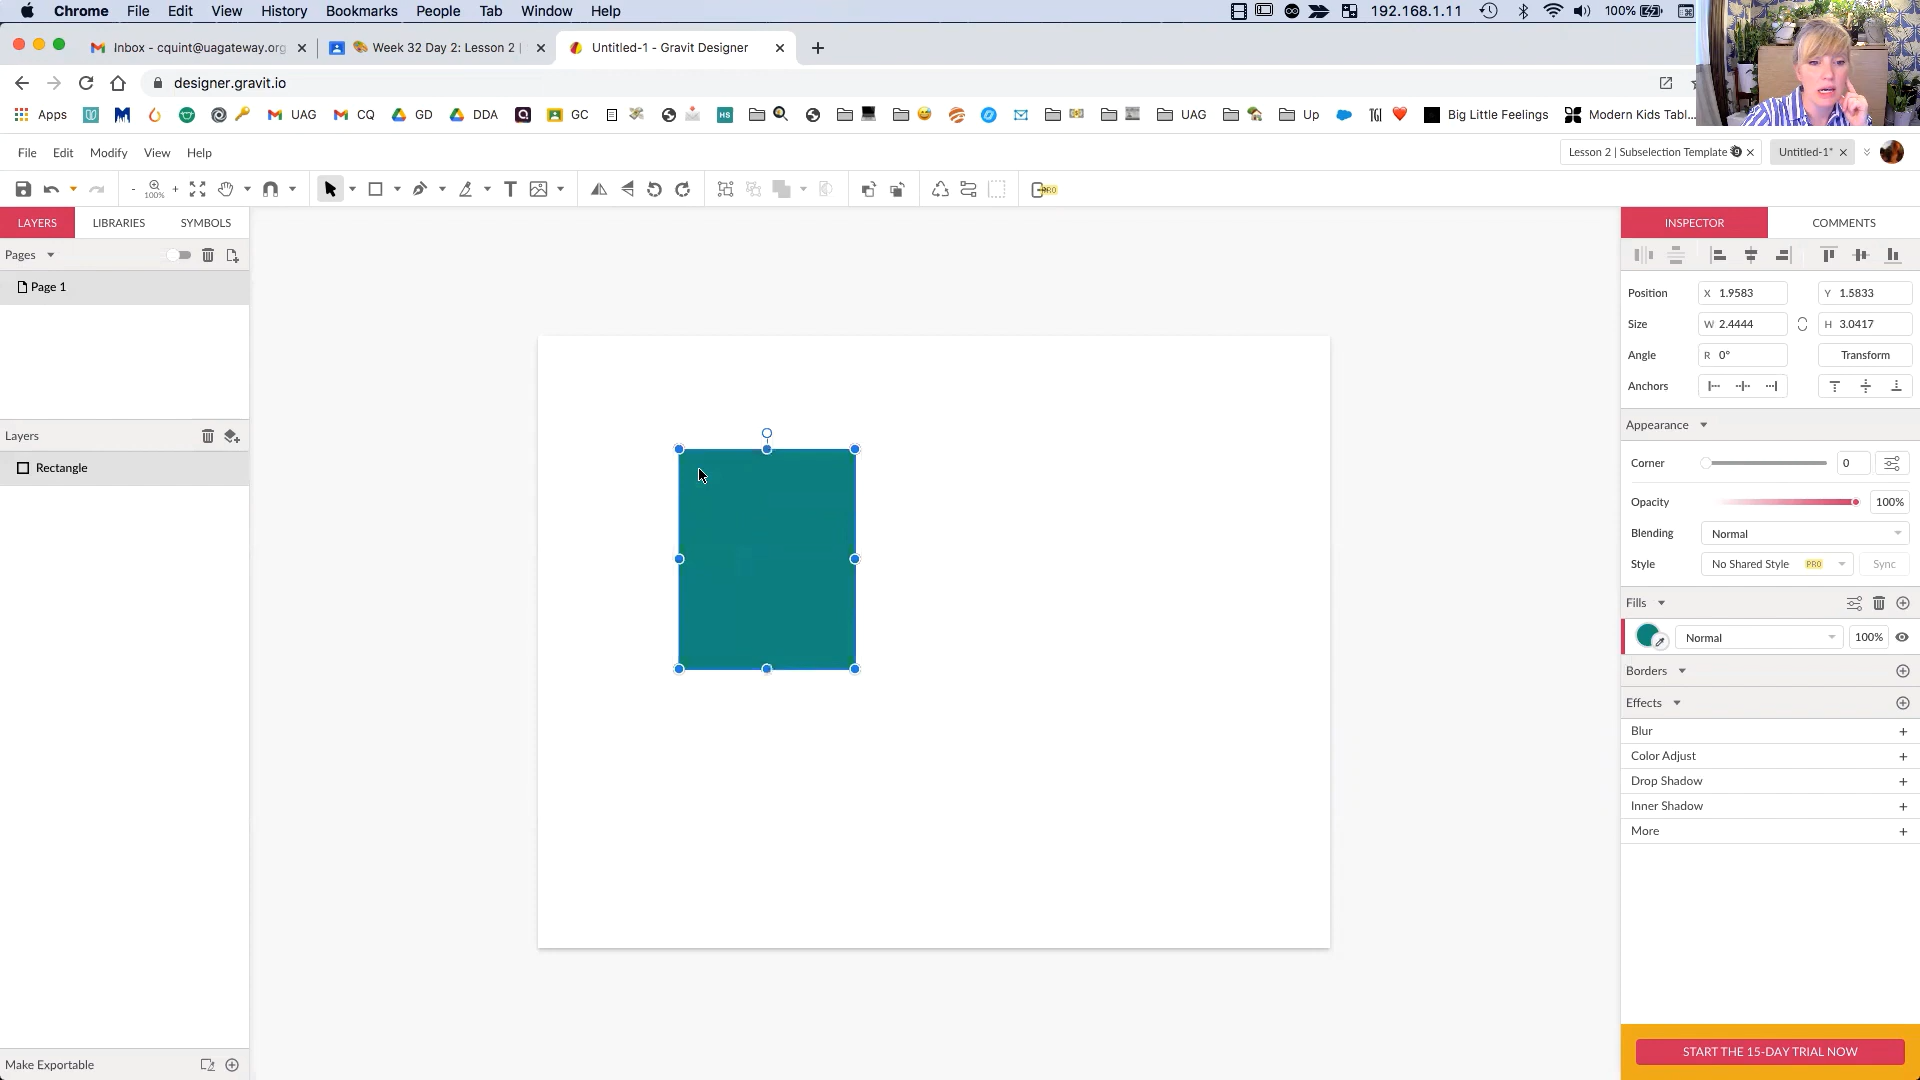 Chrome File Edit View History Bookmarks People Tab Window Help 192.168.1.11 100%
Inbox - cquint@uagateway.org Week 32 Day 2: Lesson 2 | Untitled-1 - Gravit Designer
designer.gravit.io
Apps UAG CQ GD DDA GC HS UAG Up Big Little Feelings Modern Kids Tabl...
File Edit Modify View Help Lesson 2 | Subselection Template Untitled-1*
100% T PRO
LAYERS LIBRARIES SYMBOLS INSPECTOR COMMENTS
Pages
Page 1
Layers
Rectangle
Make Exportable
Position X 1.9583 Y 1.5833
Size W 2.4444 H 3.0417
Angle R 0° Transform
Anchors
Appearance
Corner 0
Opacity 100%
Blending Normal
Style No Shared Style PRO Sync
Fills
Normal 100%
Borders
Effects
Blur
Color Adjust
Drop Shadow
Inner Shadow
More
START THE 15-DAY TRIAL NOW